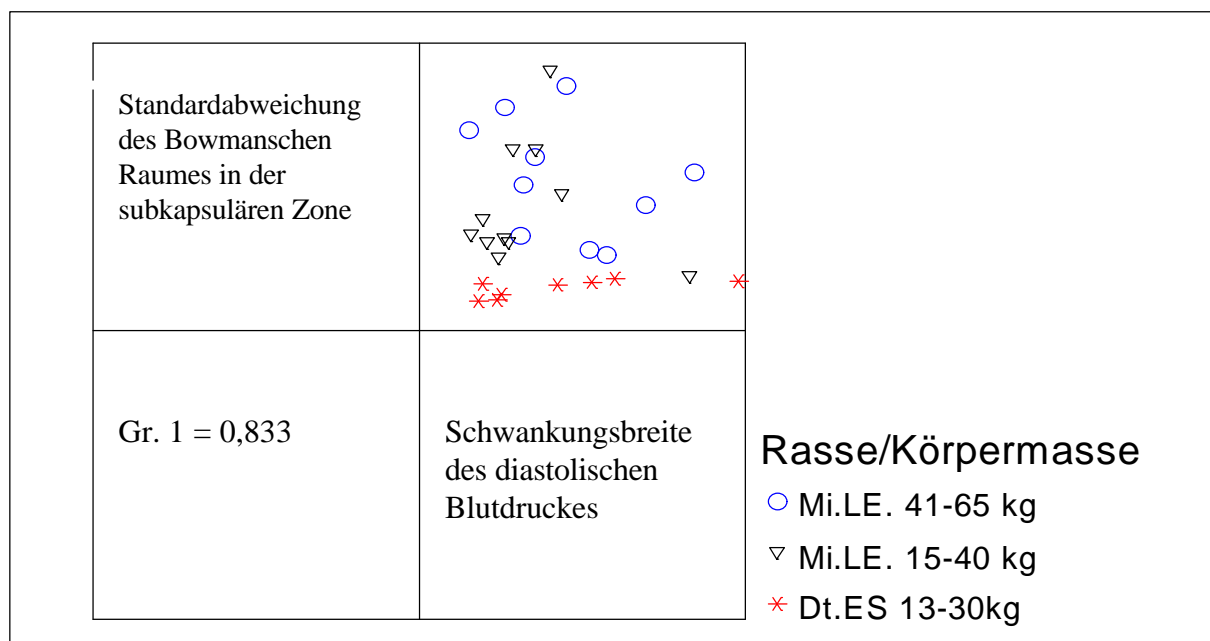 Standardabweichung
des Bowmanschen
Raumes in der
subkapsulären Zone
Gr. 1 = 0,833
Schwankungsbreite
des diastolischen
Blutdruckes
Rasse/Körpermasse
Mi.LE. 41-65 kg
Mi.LE. 15-40 kg
Dt.ES 13-30kg